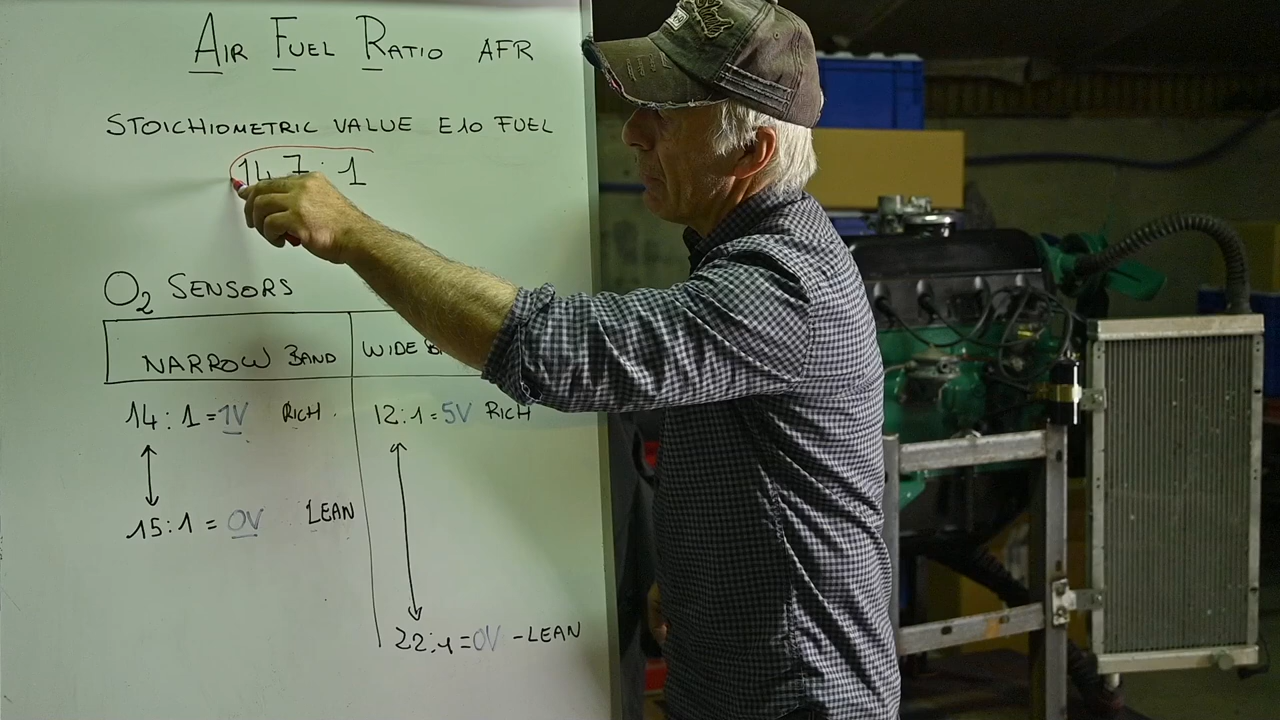 AIR FUEL RATIO AFR
STOICHIOMETRIC VALUE E10 FUEL
14.7:1
O2 SENSORS
NARROW BAND
WIDE
14:1=1V RICH
15:1=0V LEAN
12:1=5V RICH
22:1=0V-LEAN